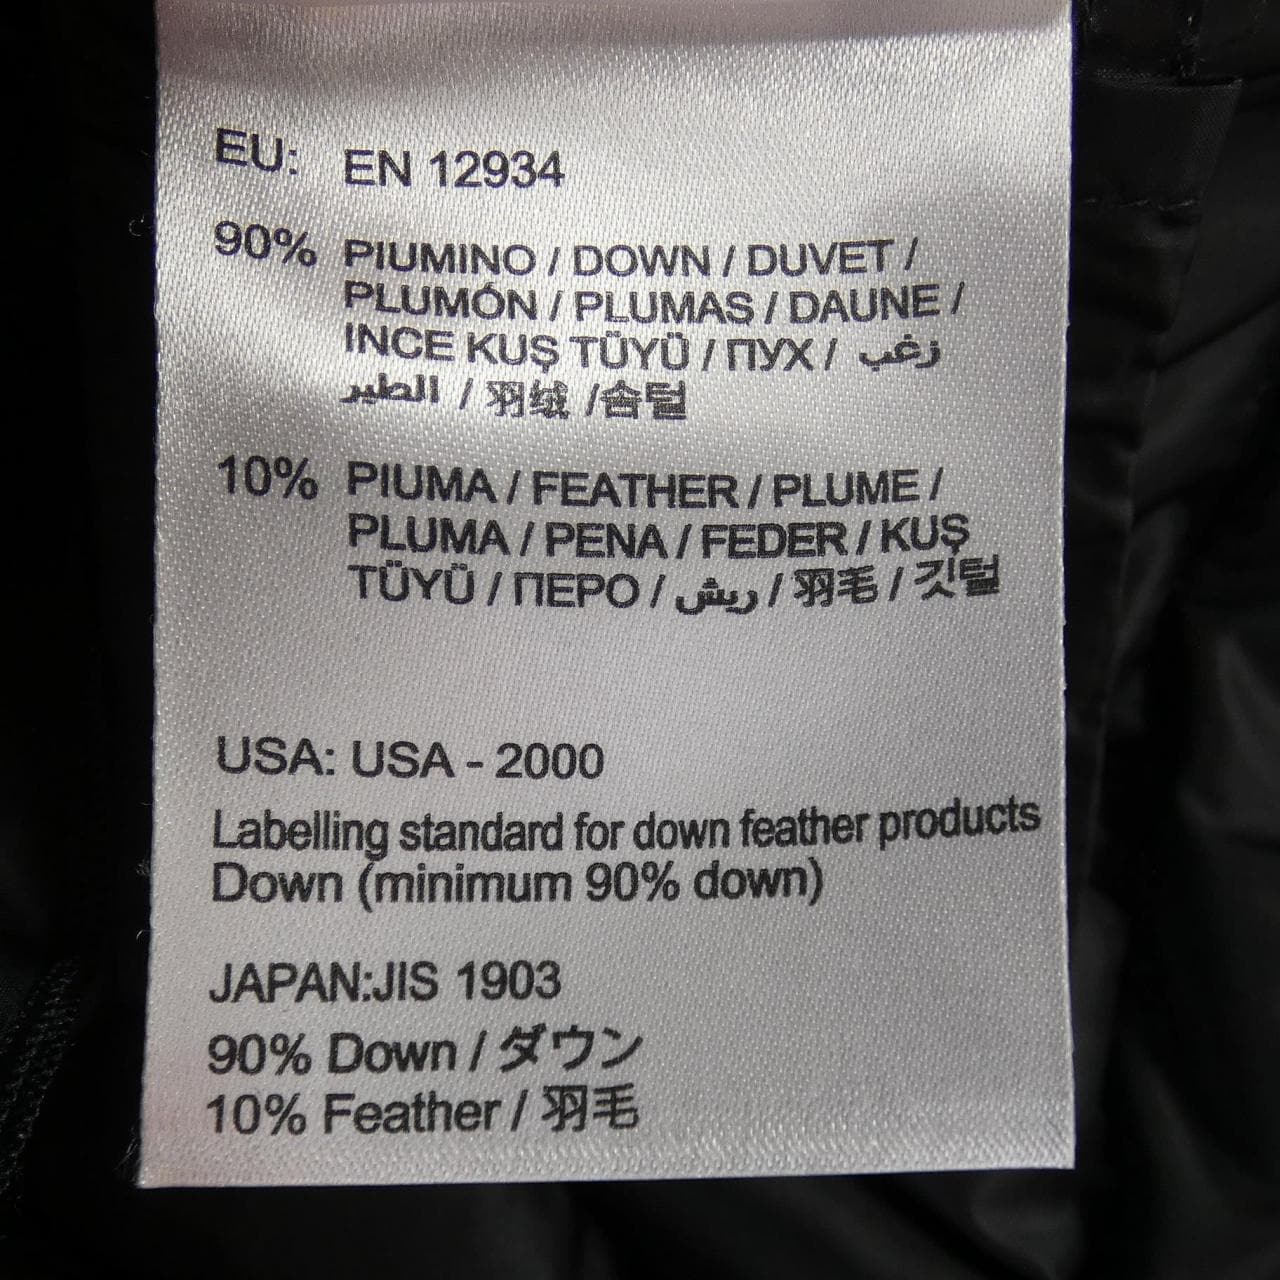 EU: EN 12934
90% PIUMINO / DOWN / DUVET /
PLUMÓN / PLUMAS / DAUNE /
INCE KUŞ TÜYÜ / ПУХ / زغب
الطير / 羽绒 /솜털
10% PIUMA / FEATHER / PLUME /
PLUMA / PENA / FEDER / KUŞ
TÜYÜ / ПЕРО / ريش / 羽毛 / 깃털
USA: USA - 2000
Labelling standard for down feather products
Down (minimum 90% down)
JAPAN:JIS 1903
90% Down / ダウン
10% Feather / 羽毛